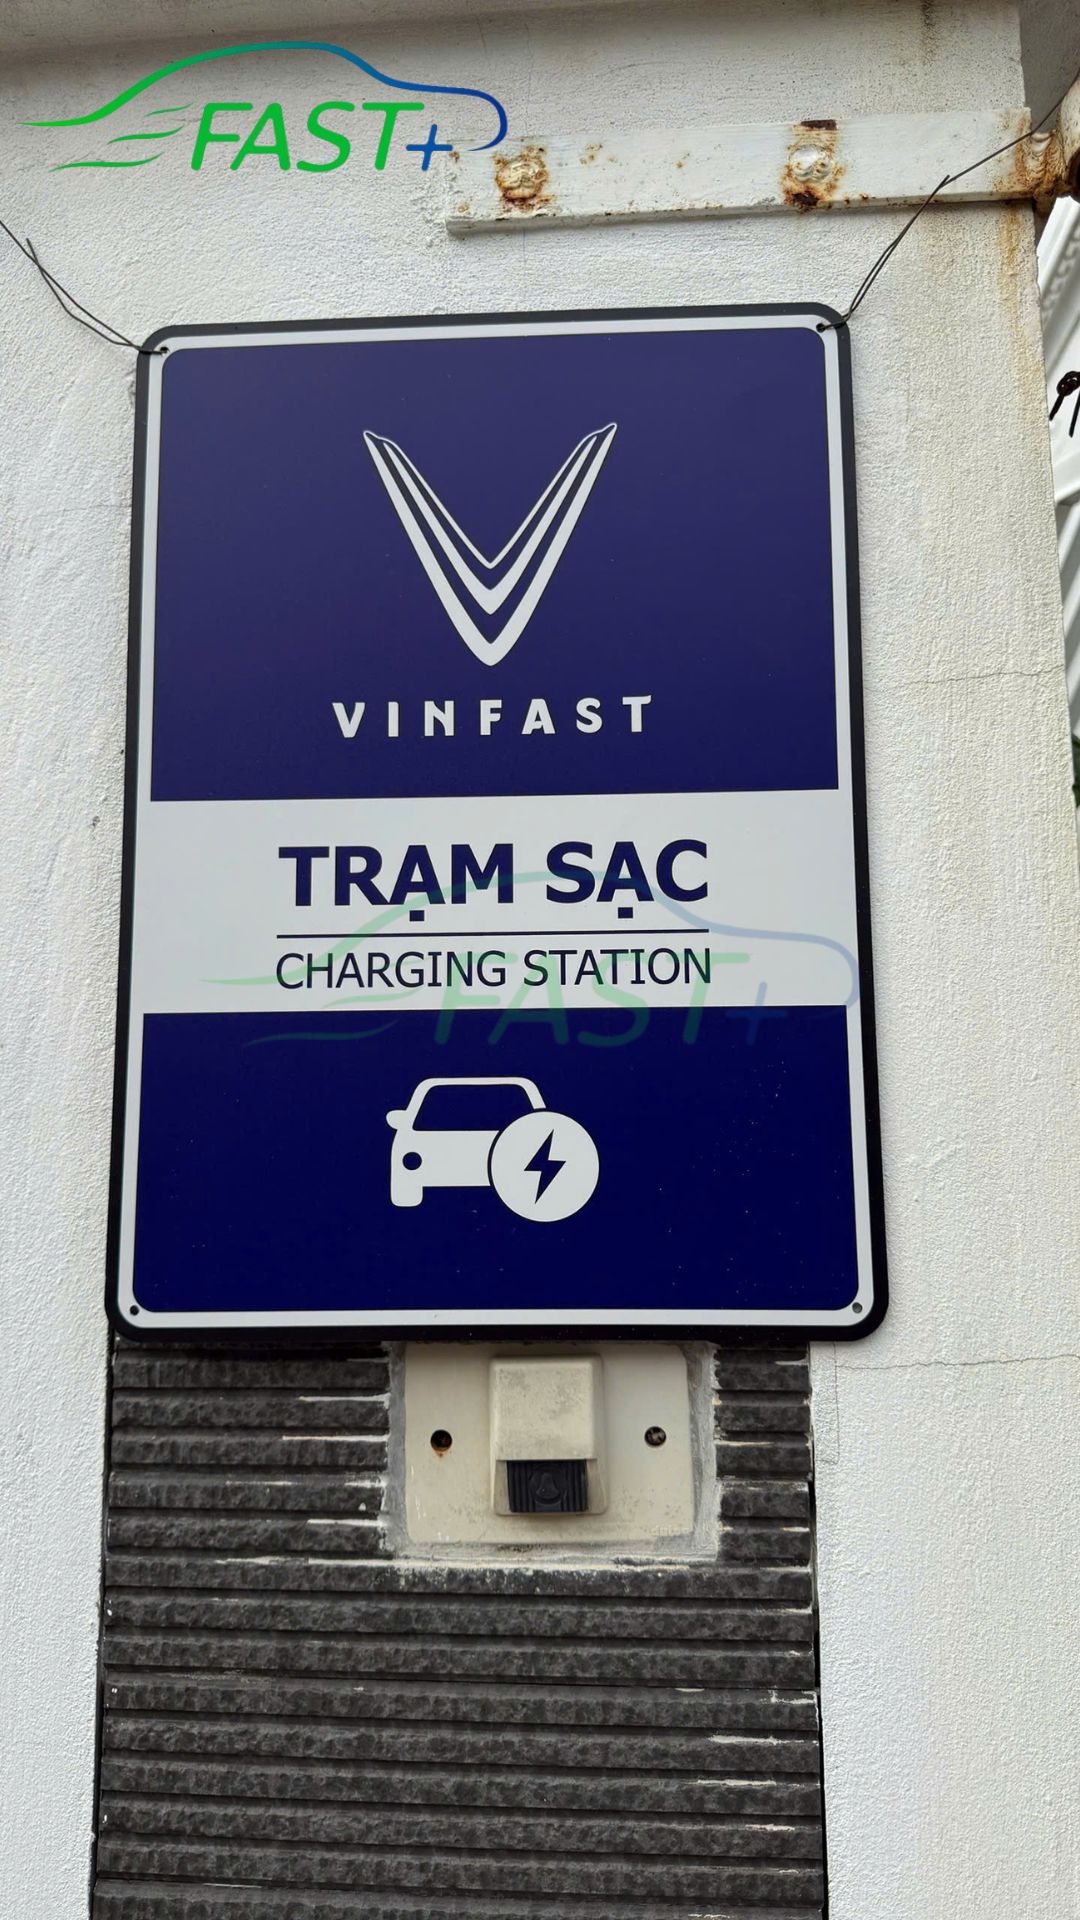 FAST+
VINFAST
TRẠM SẠC
CHARGING STATION
FAST+